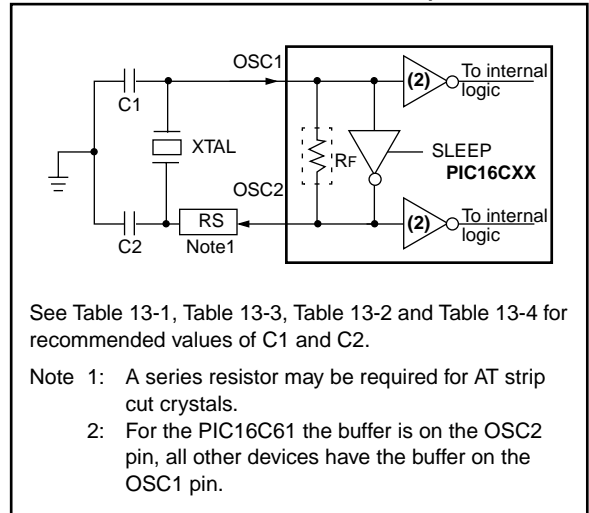 OSC1
(2)
To internal
logic
C1
XTAL
RF
SLEEP
PIC16CXX
OSC2
RS
(2)
To internal
logic
C2
Note1
See Table 13-1, Table 13-3, Table 13-2 and Table 13-4 for
recommended values of C1 and C2.
Note 1: A series resistor may be required for AT strip
cut crystals.
2: For the PIC16C61 the buffer is on the OSC2
pin, all other devices have the buffer on the
OSC1 pin.